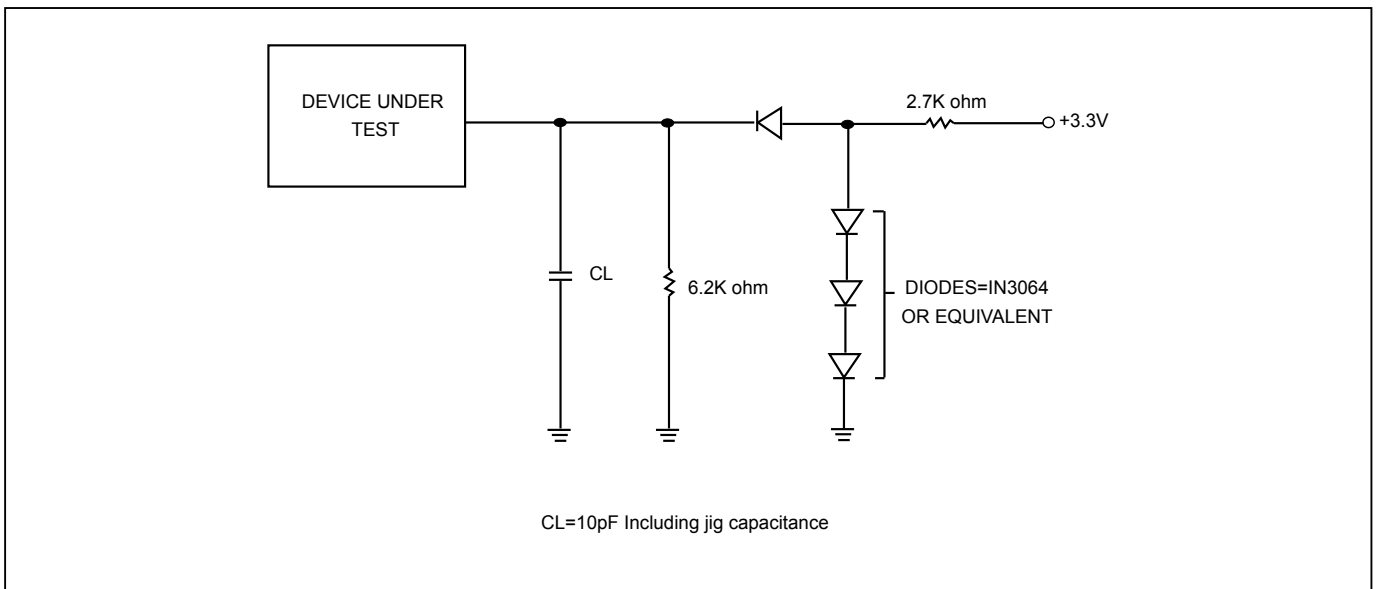 DEVICE UNDER
TEST
2.7K ohm
+3.3V
CL
6.2K ohm
DIODES=IN3064
OR EQUIVALENT
CL=10pF Including jig capacitance